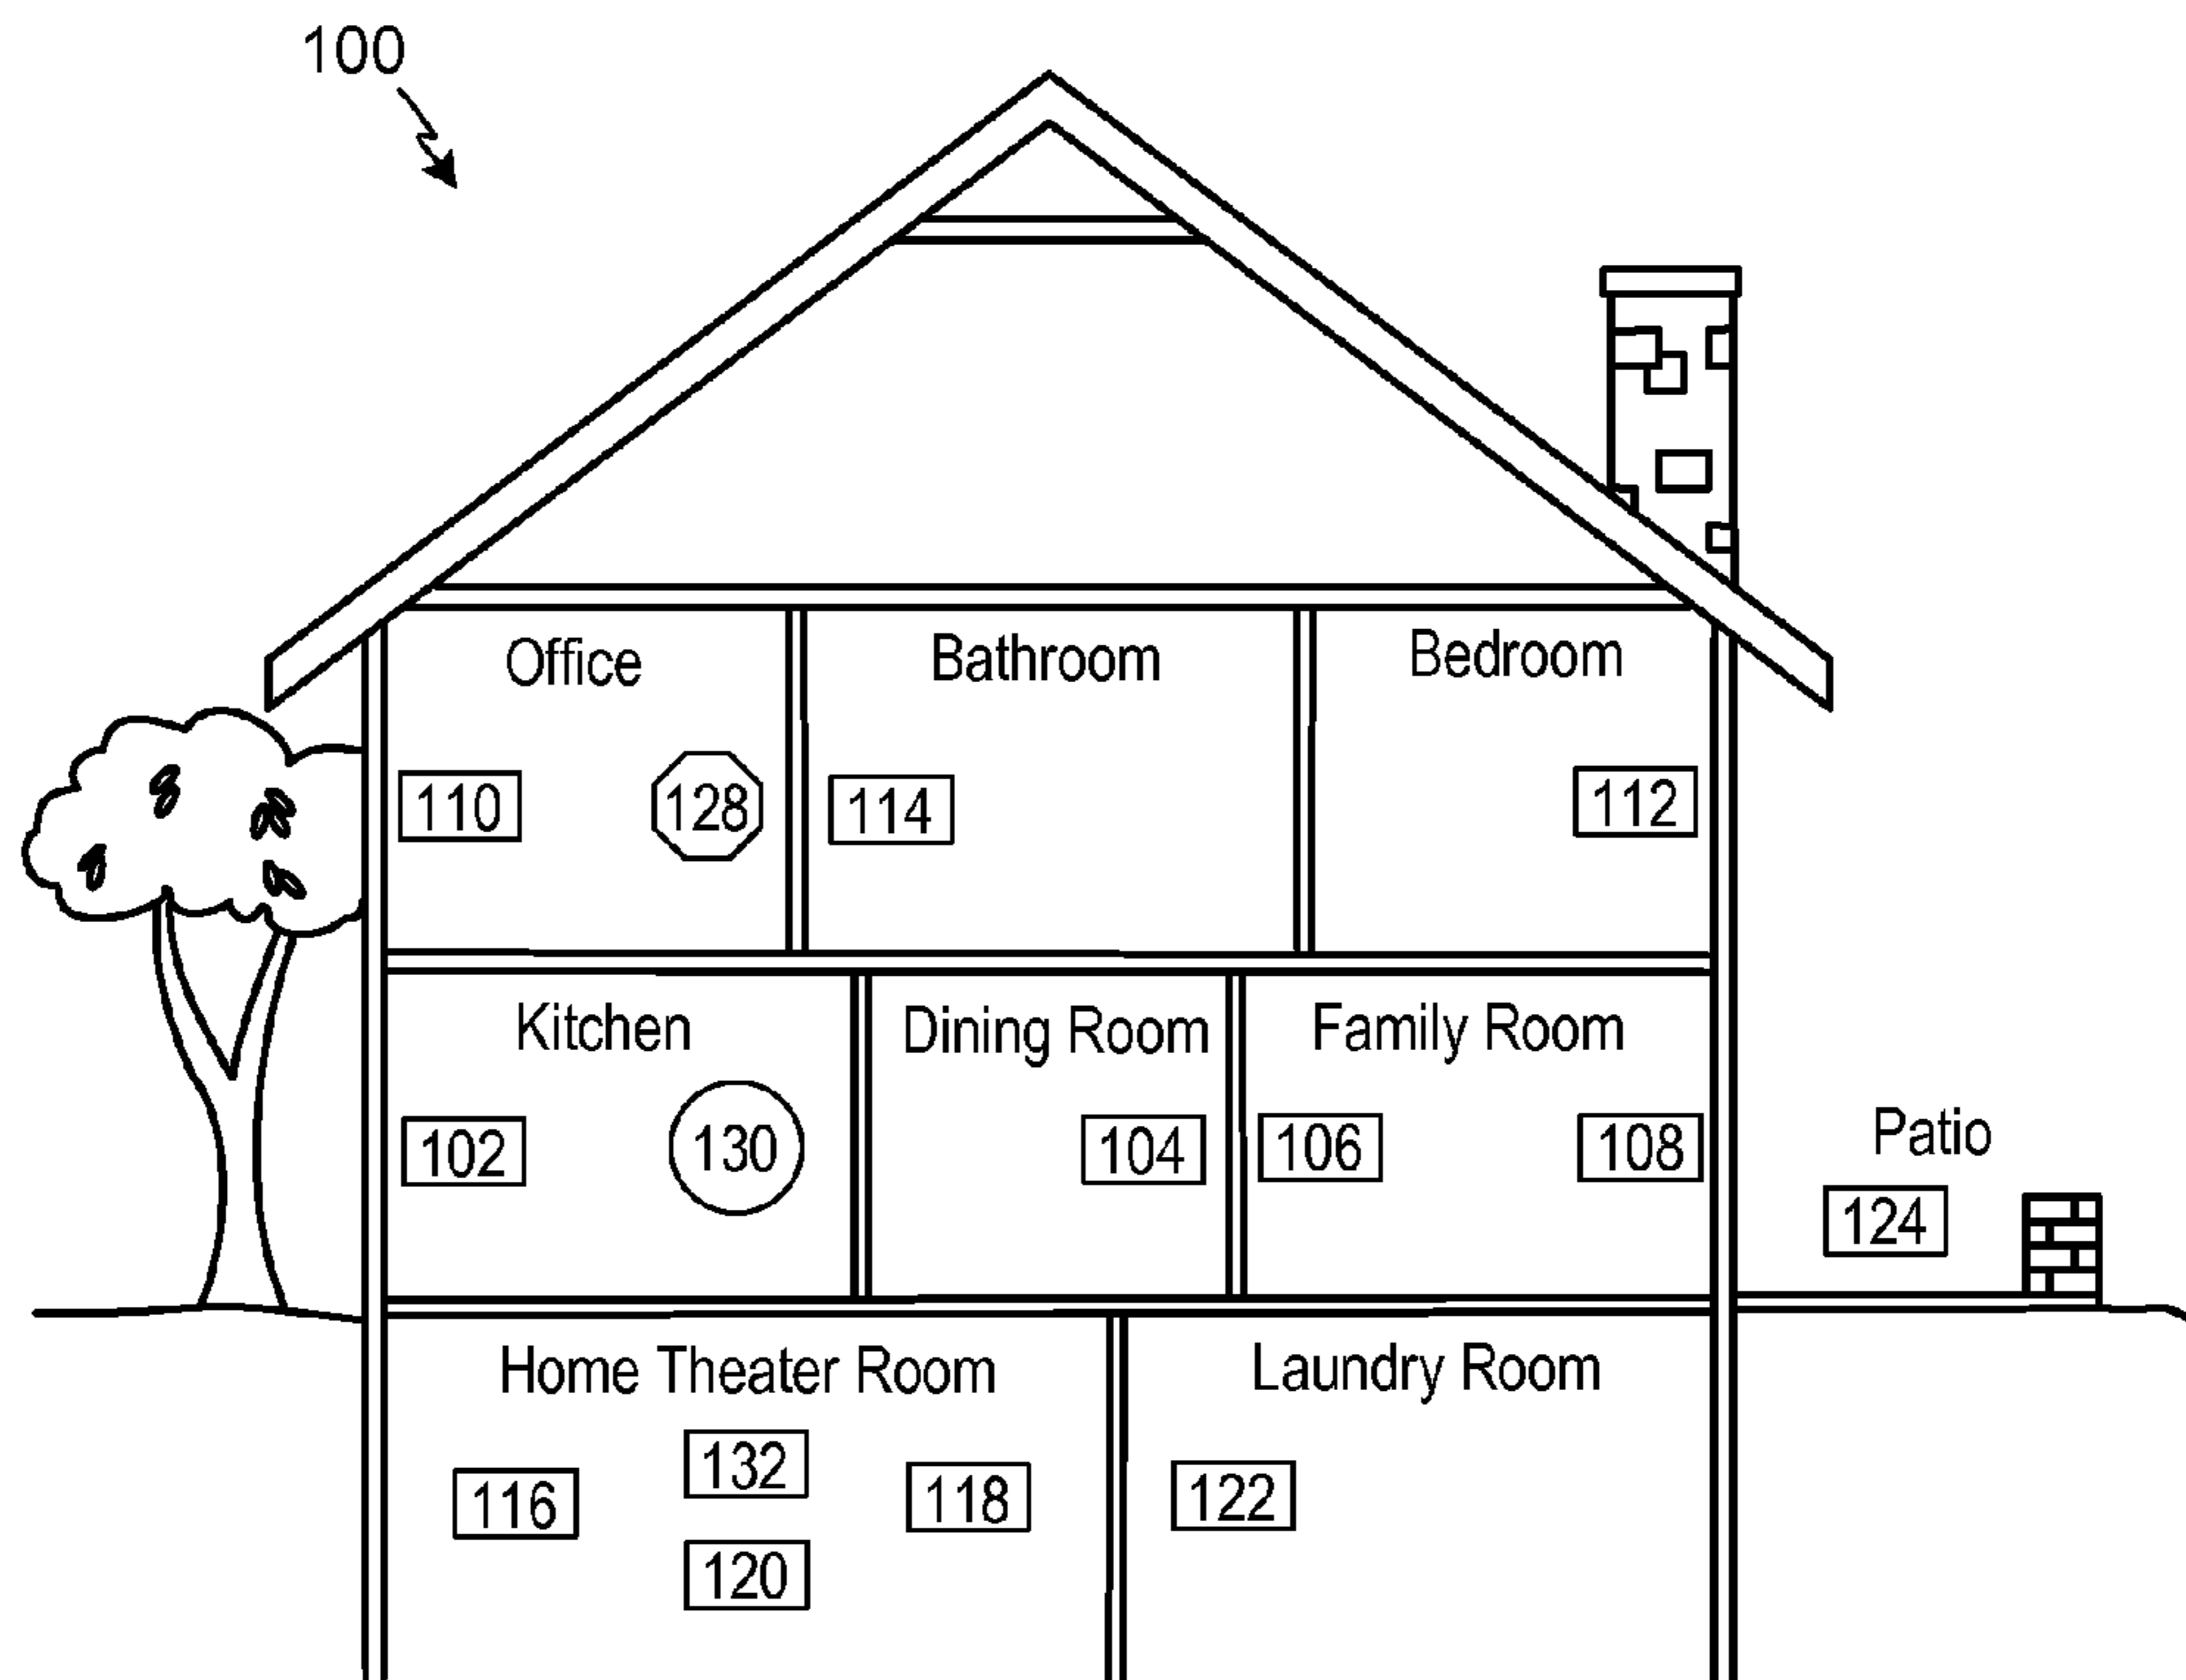 100
Office Bathroom Bedroom
110 128 114 112
Kitchen Dining Room Family Room
102 130 104 106 108
Patio
124
Home Theater Room Laundry Room
116 132 118 122
120